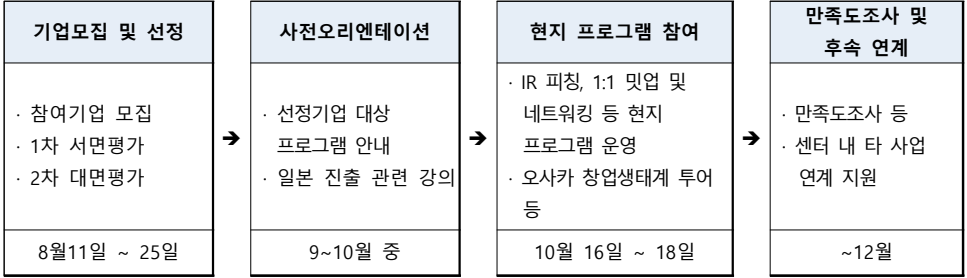 기업모집 및 선정
· 참여기업 모집
· 1차 서면평가
· 2차 대면평가
8월11일 ~ 25일
➔
사전오리엔테이션
· 선정기업 대상
프로그램 안내
· 일본 진출 관련 강의
9~10월 중
➔
현지 프로그램 참여
· IR 피칭, 1:1 밋업 및
네트워킹 등 현지
프로그램 운영
· 오사카 창업생태계 투어
등
10월 16일 ~ 18일
➔
만족도조사 및
후속 연계
· 만족도조사 등
· 센터 내 타 사업
연계 지원
~12월